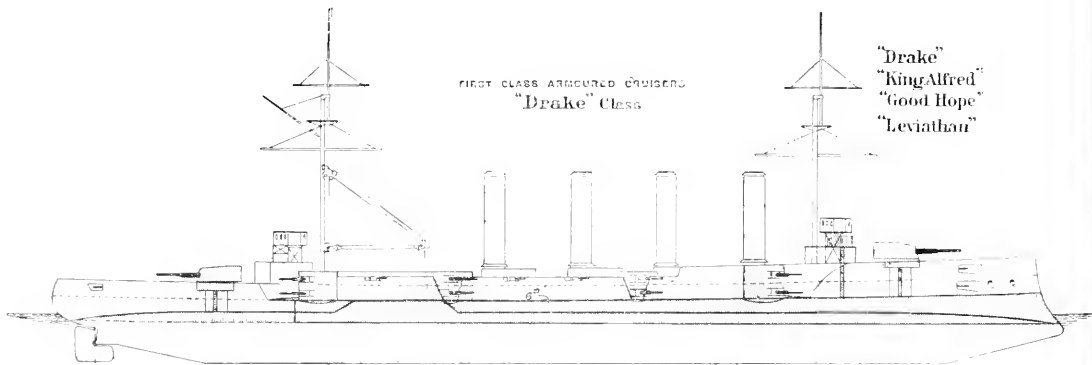 FIRST CLASS ARMOURED CRUISERS
"Drake" Class
"Drake"
"King Alfred"
"Good Hope"
"Leviathan"